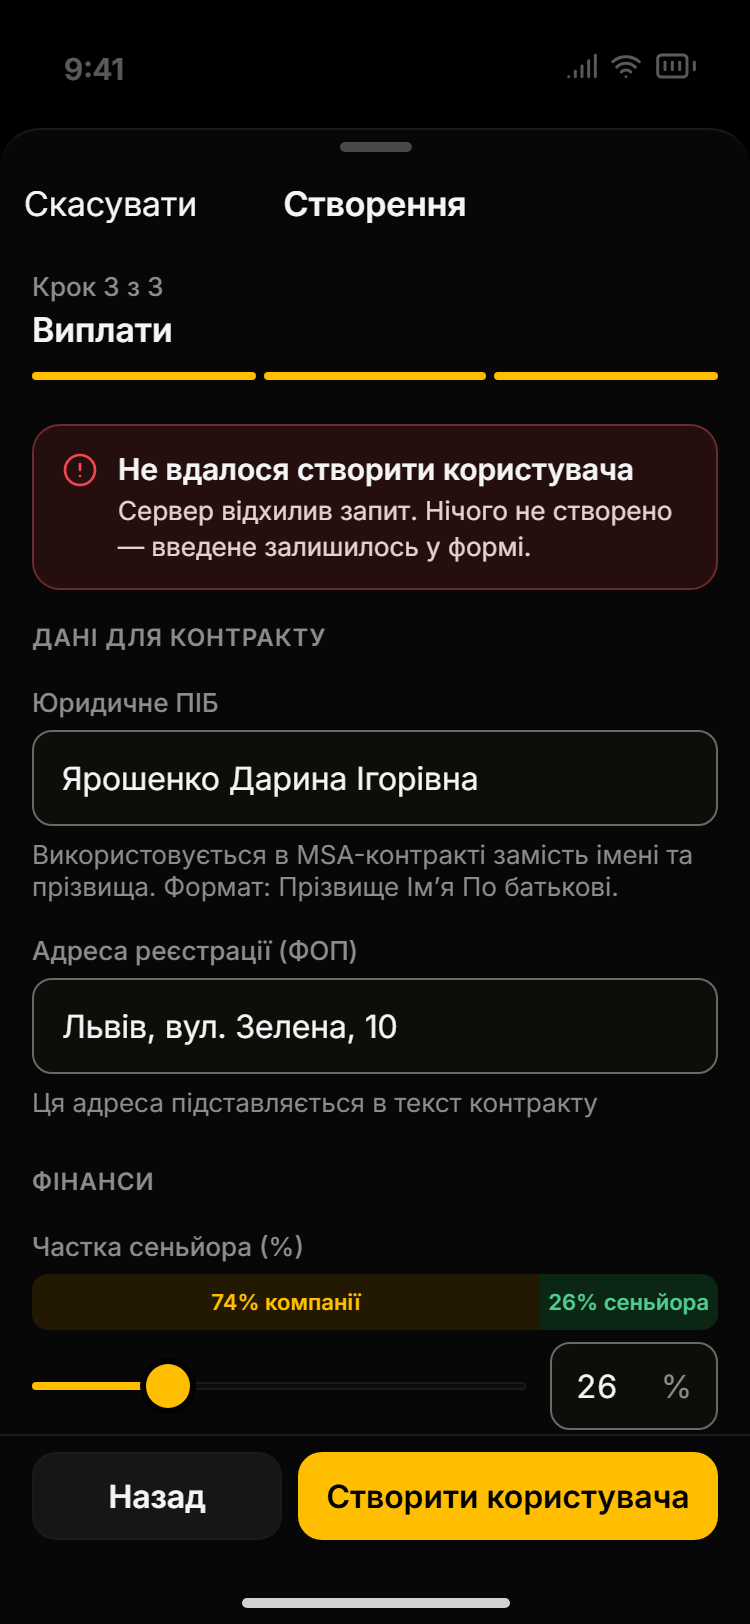 9:41
Скасувати
Створення
Крок 3 з 3
Виплати
Не вдалося створити користувача
Сервер відхилив запит. Нічого не створено
— введене залишилось у формі.
ДАНІ ДЛЯ КОНТРАКТУ
Юридичне ПІБ
Ярошенко Дарина Ігорівна
Використовується в MSA-контракті замість імені та
прізвища. Формат: Прізвище Ім’я По батькові.
Адреса реєстрації (ФОП)
Львів, вул. Зелена, 10
Ця адреса підставляється в текст контракту
ФІНАНСИ
Частка сеньйора (%)
74% компанії
26% сеньйора
26 %
Назад
Створити користувача